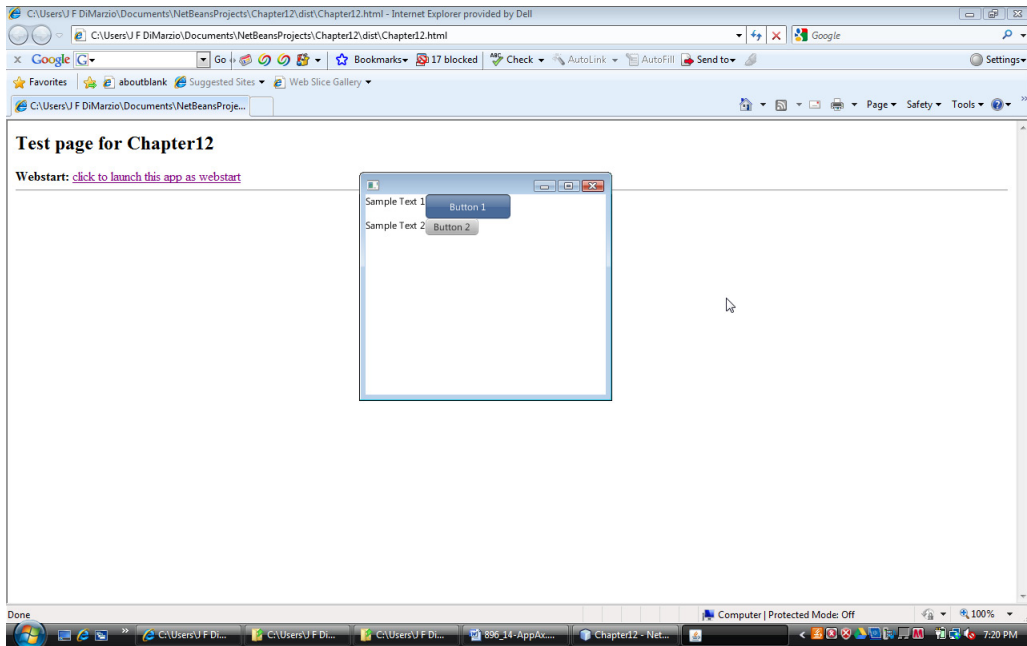 C:\Users\J F DiMarzio\Documents\NetBeansProjects\Chapter12\dist\Chapter12.html - Internet Explorer provided by Dell
C:\Users\J F DiMarzio\Documents\NetBeansProjects\Chapter12\dist\Chapter12.html
Google
x Google G Go Bookmarks 17 blocked ABC Check AutoLink AutoFill Send to Settings
Favorites aboutblank Suggested Sites Web Slice Gallery
C:\Users\J F DiMarzio\Documents\NetBeansProje...
Page Safety Tools
Test page for Chapter12
Webstart: click to launch this app as webstart
Sample Text 1 Button 1
Sample Text 2 Button 2
Done
Computer | Protected Mode: Off
100%
C:\Users\J F Di...
C:\Users\J F Di...
C:\Users\J F Di...
896_14-AppAx....
Chapter12 - Net...
7:20 PM